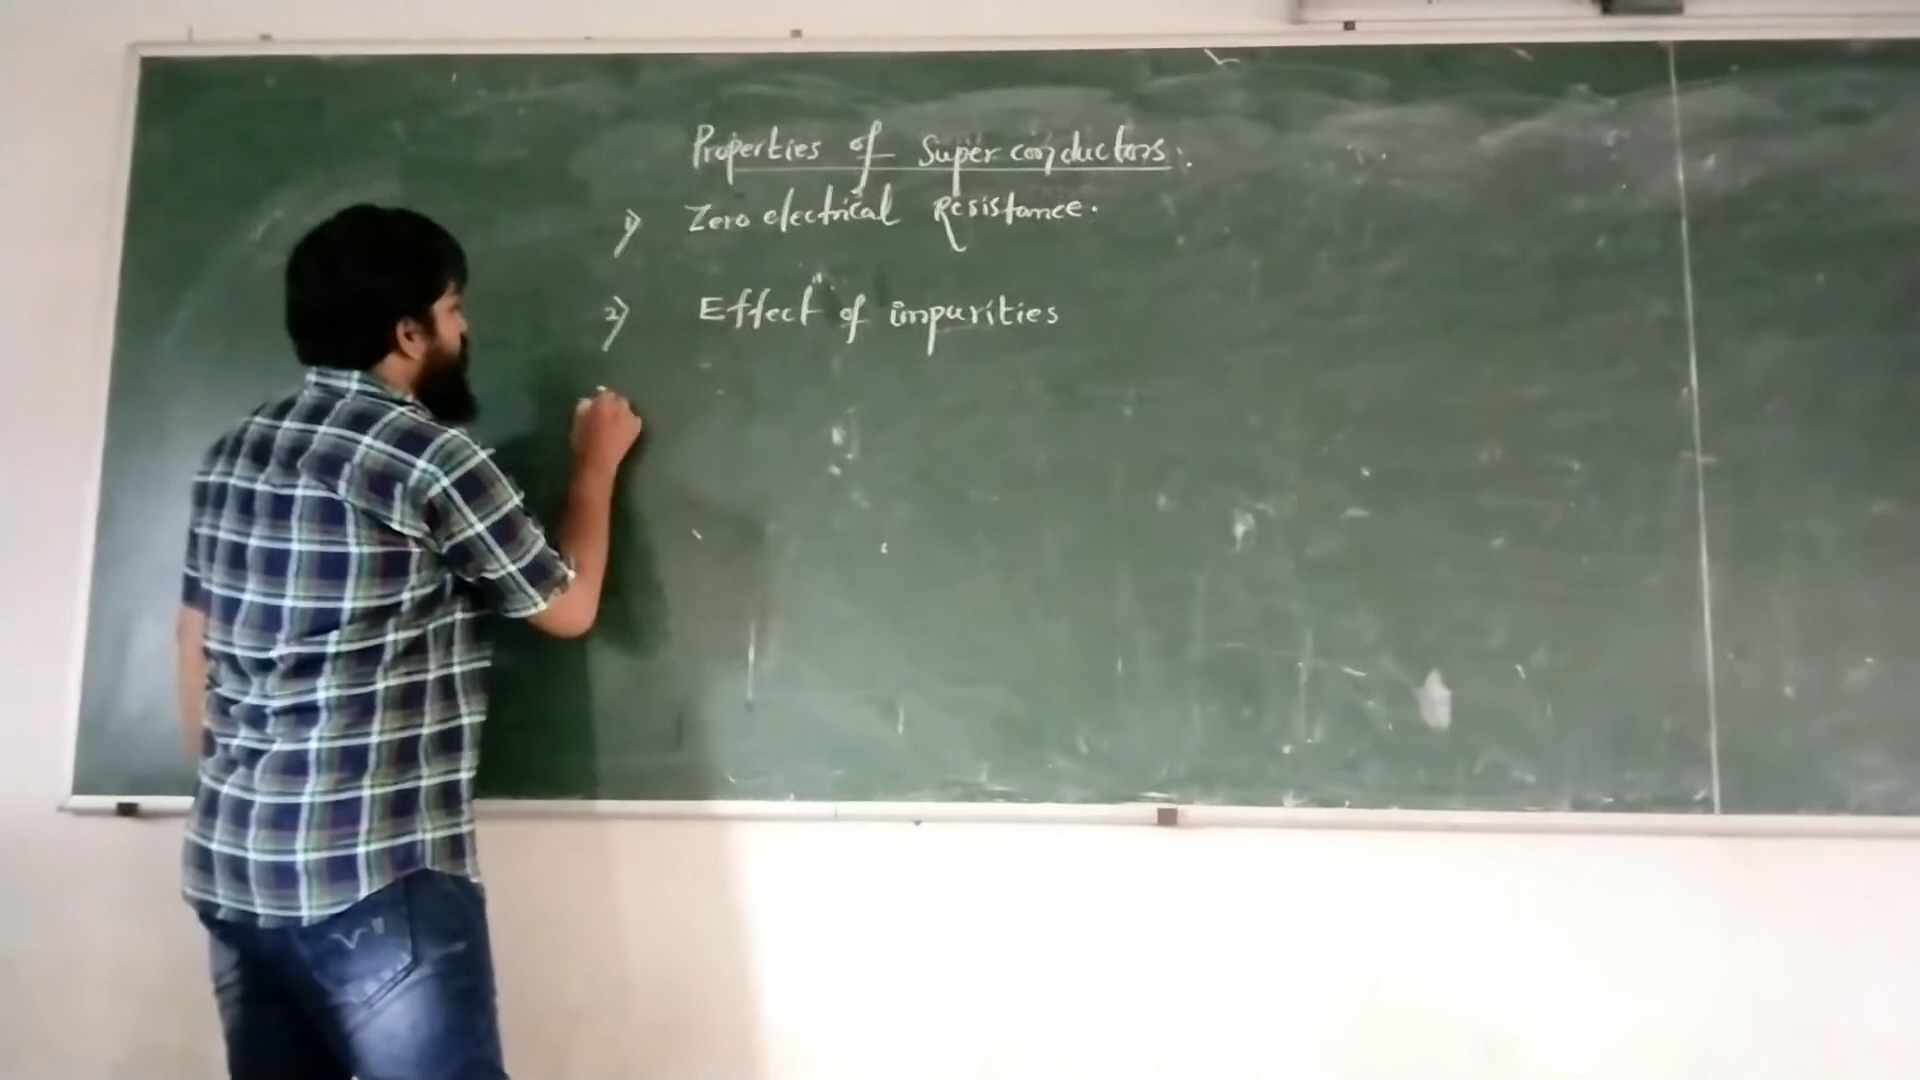 Properties of Super conductors.
1) Zero electrical Resistance.
2) Effect of impurities